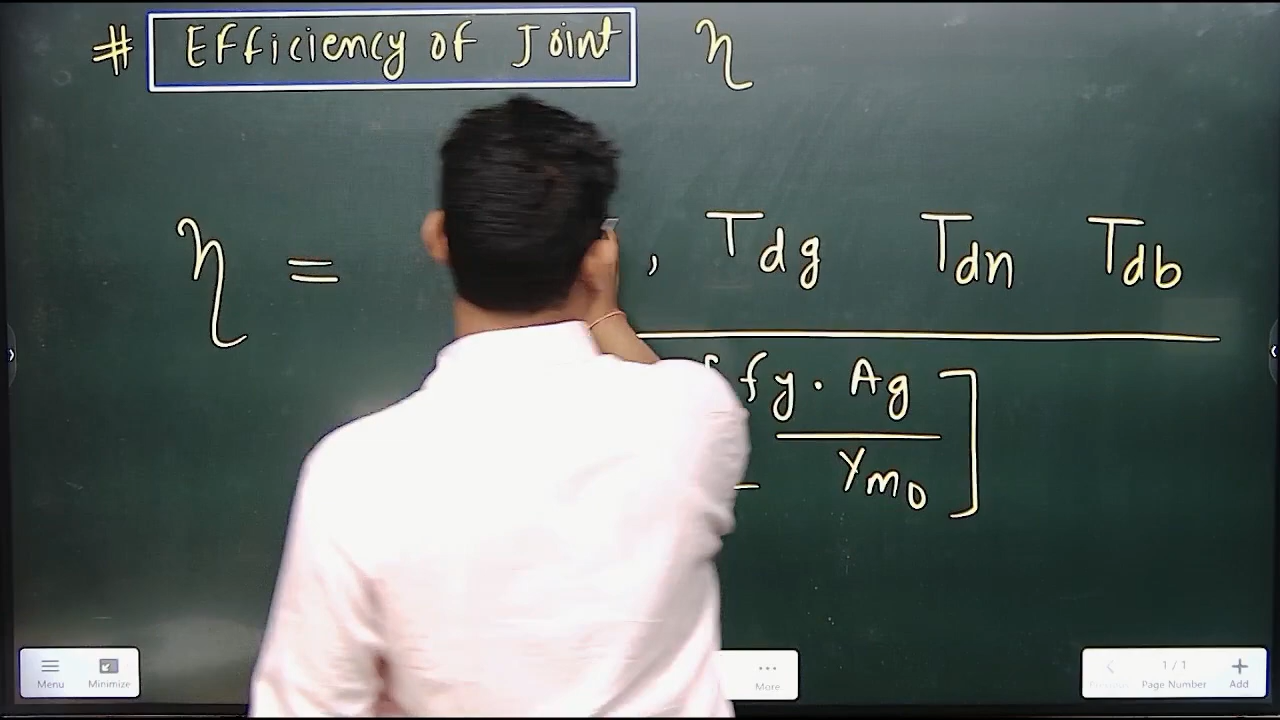 # Efficiency of Joint η
η = , Tdg Tdn Tdb
fy . Ag
γm0
Menu Minimize More 1 / 1 Page Number Add